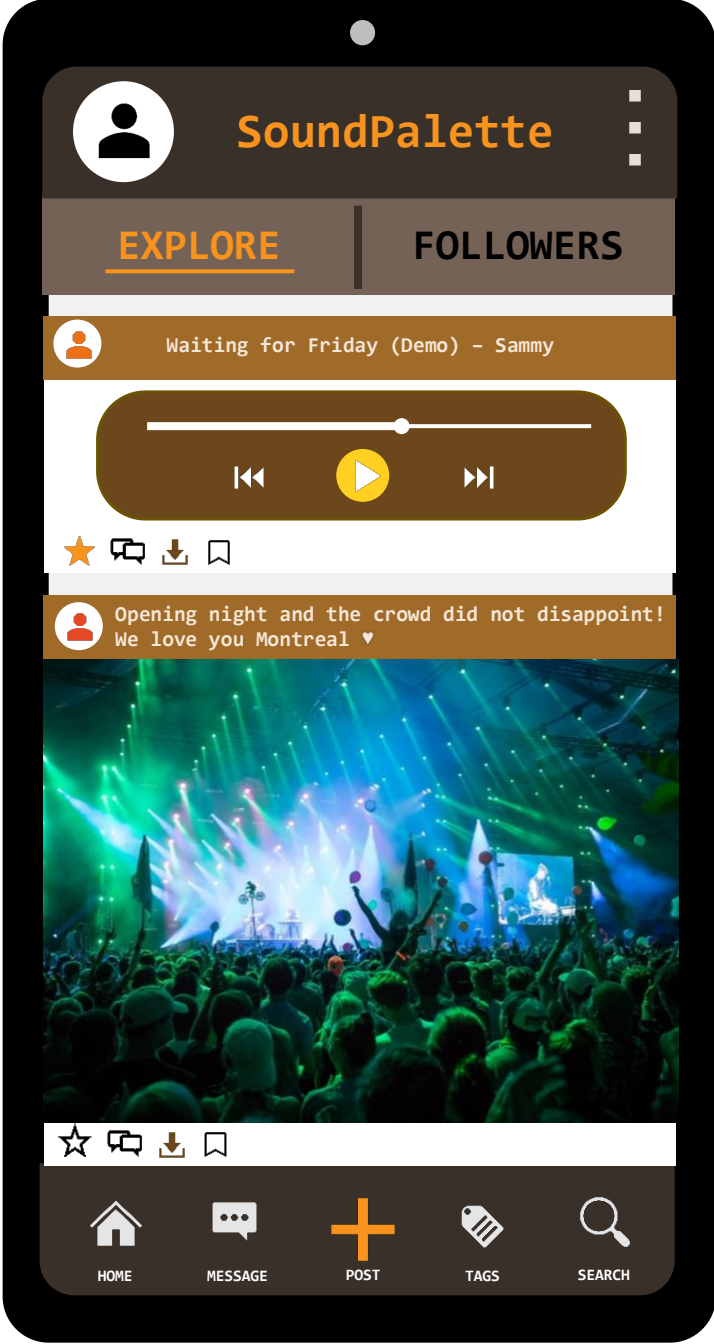 SoundPalette
EXPLORE
FOLLOWERS
Waiting for Friday (Demo) – Sammy
Opening night and the crowd did not disappoint!
We love you Montreal ♥
HOME
MESSAGE
POST
TAGS
SEARCH